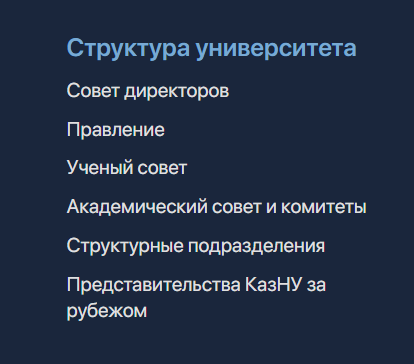 Структура университета
Совет директоров
Правление
Ученый совет
Академический совет и комитеты
Структурные подразделения
Представительства КазНУ за
рубежом